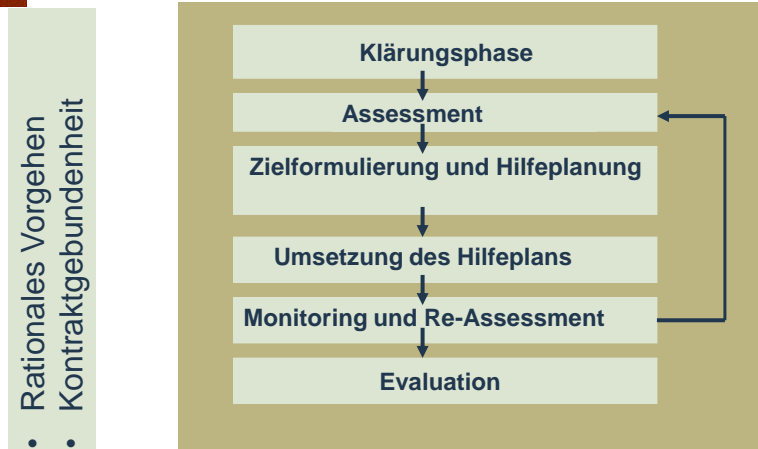 • Rationales Vorgehen
• Kontraktgebundenheit
Klärungsphase
Assessment
Zielformulierung und Hilfeplanung
Umsetzung des Hilfeplans
Monitoring und Re-Assessment
Evaluation